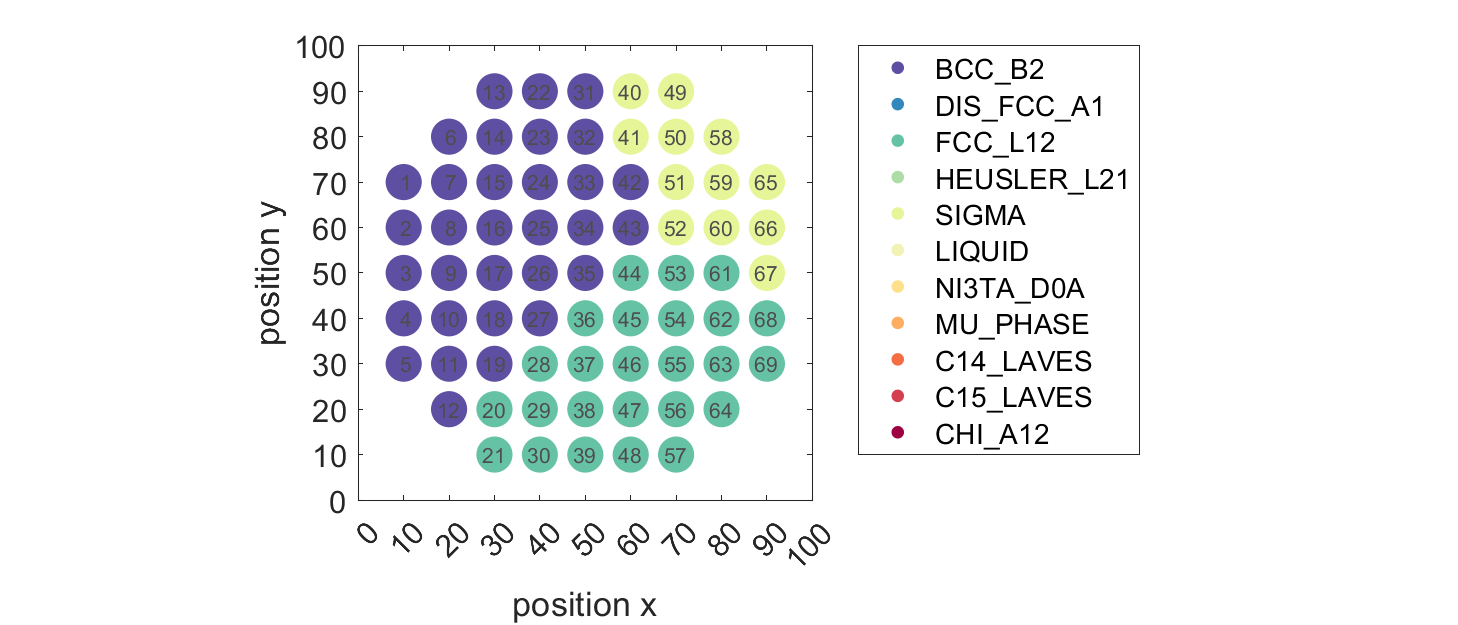 100
90
80
70
60
50
40
30
20
10
0
position y
13 22 31 40 49
6 14 23 32 41 50 58
1 7 15 24 33 42 51 59 65
2 8 16 25 34 43 52 60 66
3 9 17 26 35 44 53 61 67
4 10 18 27 36 45 54 62 68
5 11 19 28 37 46 55 63 69
12 20 29 38 47 56 64
21 30 39 48 57
0 10 20 30 40 50 60 70 80 90 100
position x
BCC_B2
DIS_FCC_A1
FCC_L12
HEUSLER_L21
SIGMA
LIQUID
NI3TA_D0A
MU_PHASE
C14_LAVES
C15_LAVES
CHI_A12